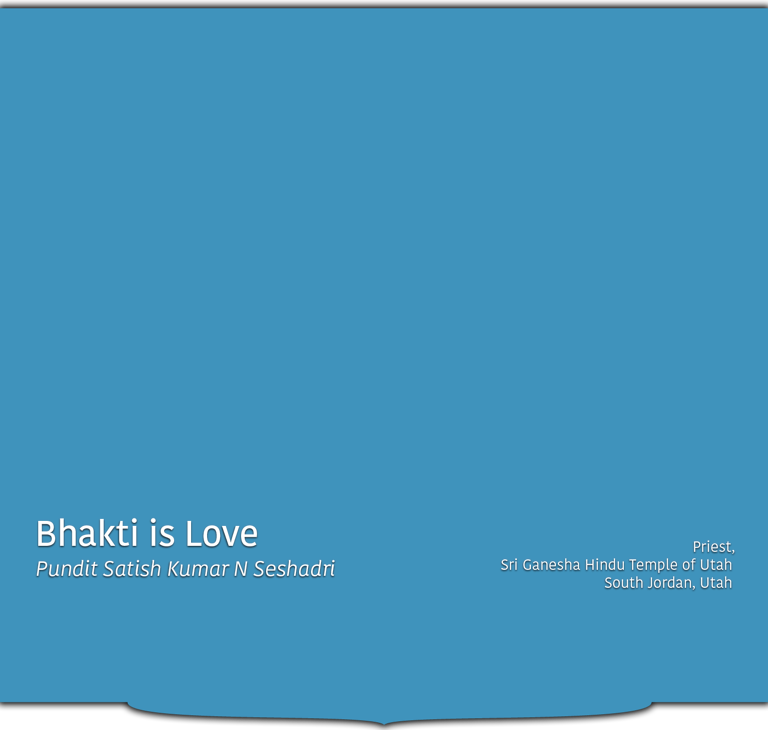 Bhakti is Love
Pundit Satish Kumar N Seshadri
Priest,
Sri Ganesha Hindu Temple of Utah
South Jordan, Utah